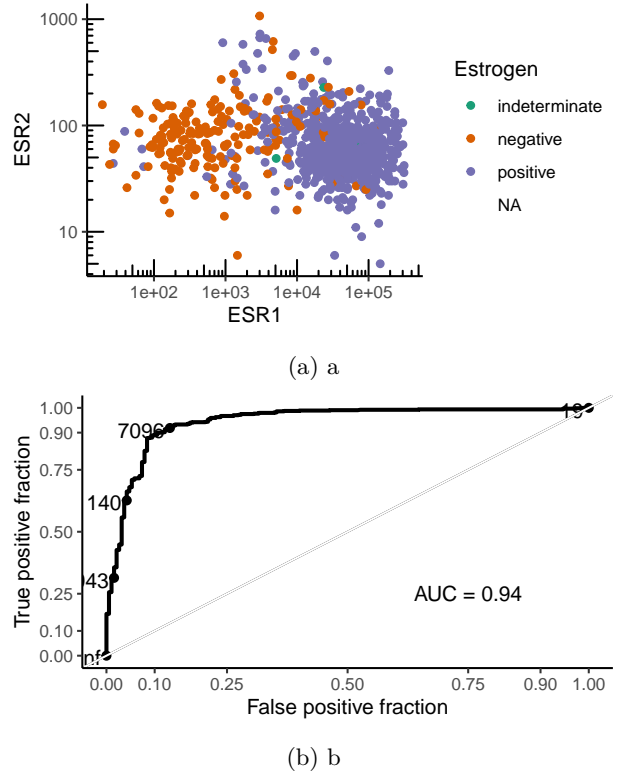 1000
100
10
ESR2
1e+02 1e+03 1e+04 1e+05
ESR1
Estrogen
indeterminate
negative
positive
NA
(a) a
1.00
0.90
0.75
0.50
0.25
0.10
0.00
True positive fraction
7096
140
43
nf
19
AUC = 0.94
0.00 0.10 0.25 0.50 0.75 0.90 1.00
False positive fraction
(b) b